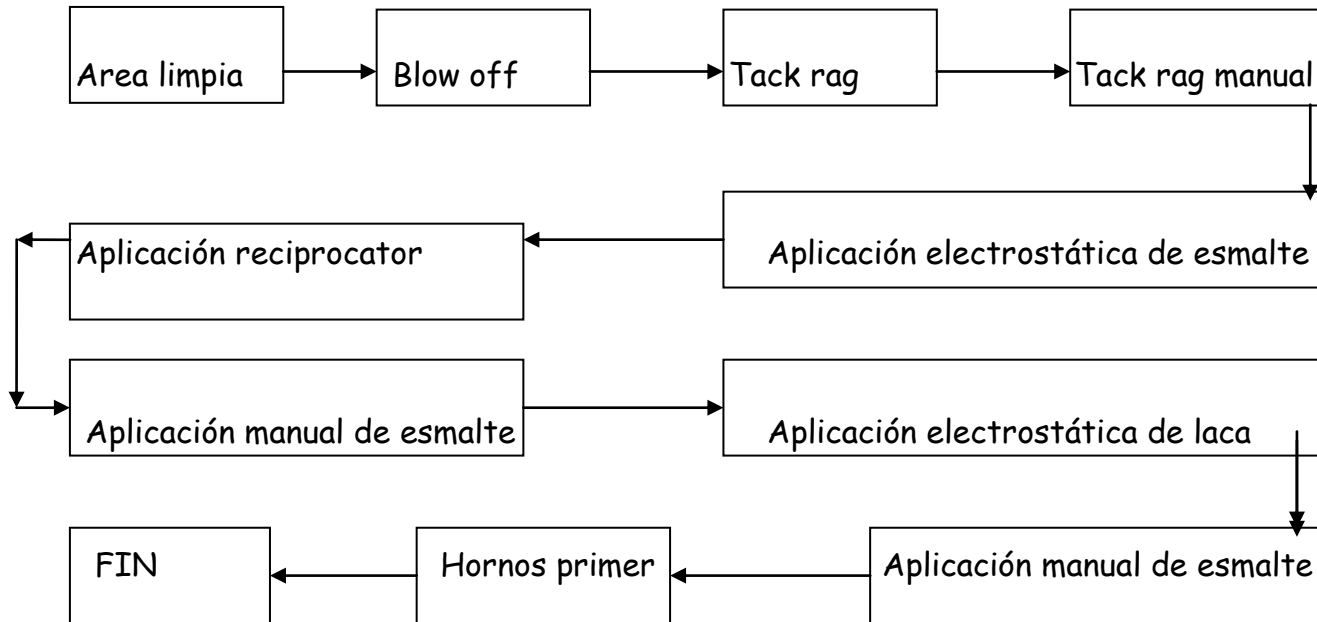 Area limpia
Blow off
Tack rag
Tack rag manual
Aplicación electrostática de esmalte
Aplicación reciprocator
Aplicación manual de esmalte
Aplicación electrostática de laca
Aplicación manual de esmalte
Hornos primer
FIN